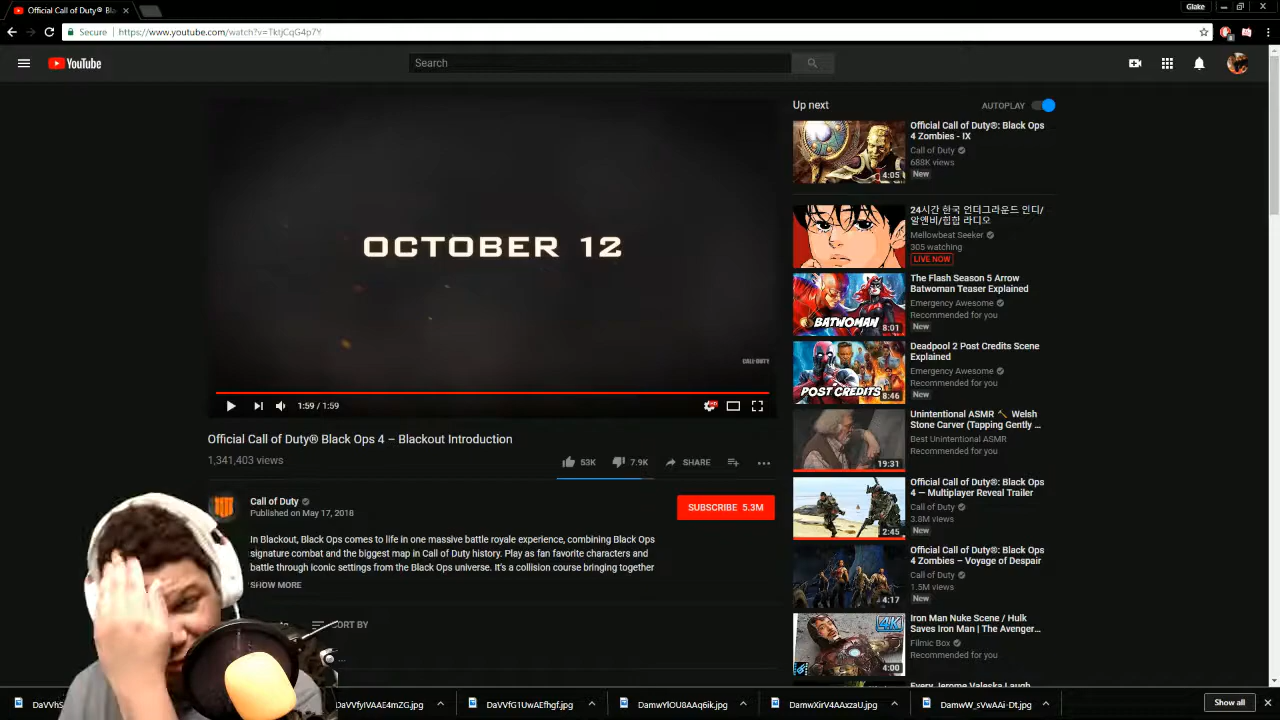 Official Call of Duty® Bla
Glake
Secure
https://www.youtube.com/watch?v=TktjCqG4p7Y
YouTube
Search
OCTOBER 12
CALL OF DUTY
1:59 / 1:59
Official Call of Duty® Black Ops 4 – Blackout Introduction
1,341,403 views
53K
7.9K
SHARE
Call of Duty
Published on May 17, 2018
SUBSCRIBE 5.3M
In Blackout, Black Ops comes to life in one massive battle royale experience, combining Black Ops
signature combat and the biggest map in Call of Duty history. Play as fan favorite characters and
battle through iconic settings from the Black Ops universe. It's a collision course bringing together
SHOW MORE
SORT BY
Up next
AUTOPLAY
Official Call of Duty®: Black Ops
4 Zombies - IX
Call of Duty
688K views
New
4:05
24시간 한국 언더그라운드 인디/
알앤비/힙합 라디오
Mellowbeat Seeker
305 watching
LIVE NOW
The Flash Season 5 Arrow
Batwoman Teaser Explained
Emergency Awesome
Recommended for you
New
BATWOMAN
8:01
Deadpool 2 Post Credits Scene
Explained
Emergency Awesome
Recommended for you
New
POST CREDITS
8:46
Unintentional ASMR 🔨 Welsh
Stone Carver (Tapping Gently ...
Best Unintentional ASMR
Recommended for you
19:31
Official Call of Duty®: Black Ops
4 — Multiplayer Reveal Trailer
Call of Duty
3.8M views
New
2:45
Official Call of Duty®: Black Ops
4 Zombies – Voyage of Despair
Call of Duty
1.5M views
New
4:17
Iron Man Nuke Scene / Hulk
Saves Iron Man | The Avenger...
Filmic Box
Recommended for you
4K
4:00
Every Jerome Valeska Laugh
DaVVfyIVAAE4mZG.jpg
DaVVfG1UwAEfhgf.jpg
DamwYlOU8AAq6ik.jpg
DamwXirV4AAxzaU.jpg
DamwW_sVwAAi-Dt.jpg
Show all